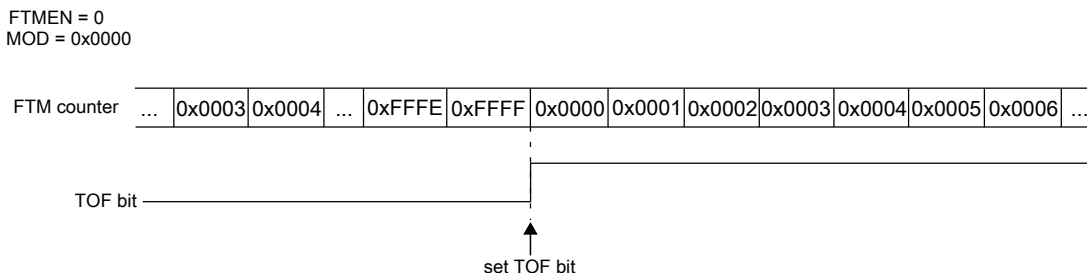 FTMEN = 0
MOD = 0x0000
FTM counter ... 0x0003 0x0004 ... 0xFFFE 0xFFFF 0x0000 0x0001 0x0002 0x0003 0x0004 0x0005 0x0006 ...
TOF bit
set TOF bit